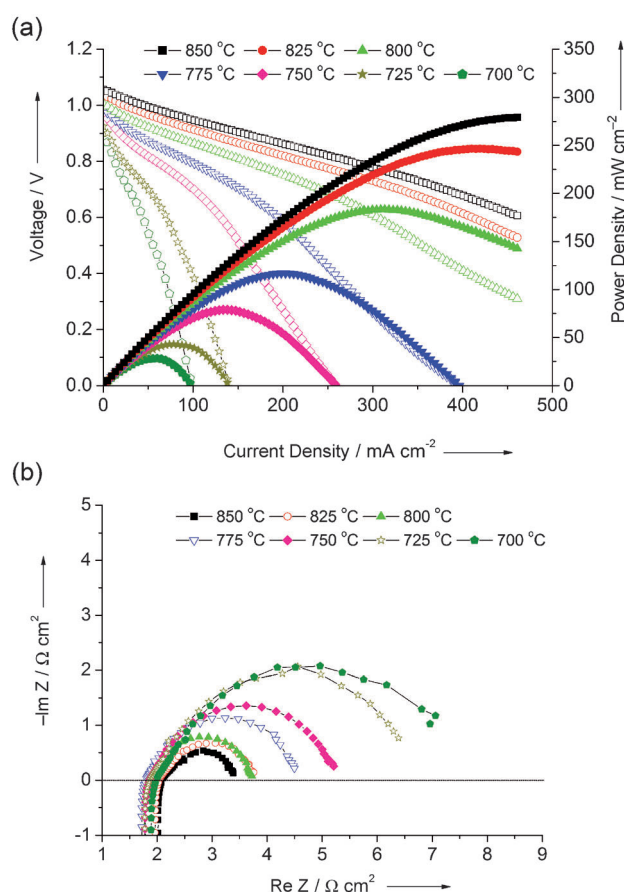 (a)
850 °C 825 °C 800 °C
775 °C 750 °C 725 °C 700 °C
1.2
1.0
0.8
0.6
0.4
0.2
0.0
Voltage / V
350
300
250
200
150
100
50
0
Power Density / mW cm−2
0 100 200 300 400 500
Current Density / mA cm−2
(b)
850 °C 825 °C 800 °C
775 °C 750 °C 725 °C 700 °C
5
4
3
2
1
0
-1
−Im Z / Ω cm2
1 2 3 4 5 6 7 8 9
Re Z / Ω cm2